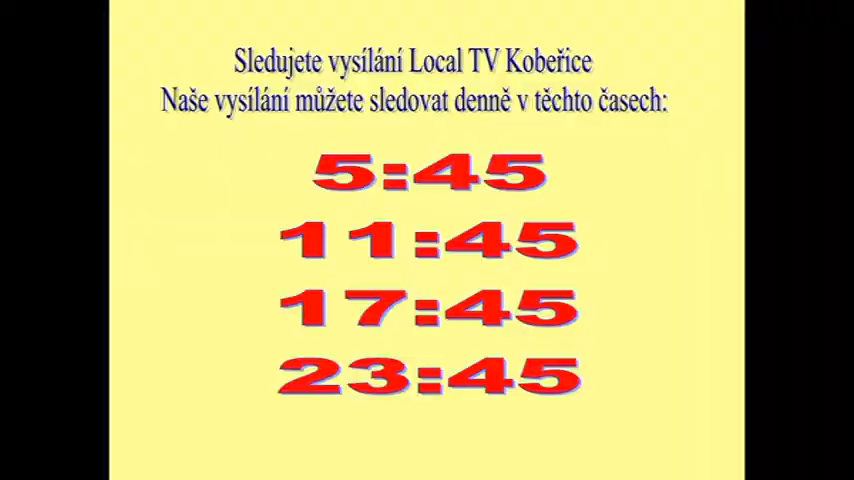 Sledujete vysílání Local TV Kobeřice
Naše vysílání můžete sledovat denně v těchto časech:
5:45
11:45
17:45
23:45